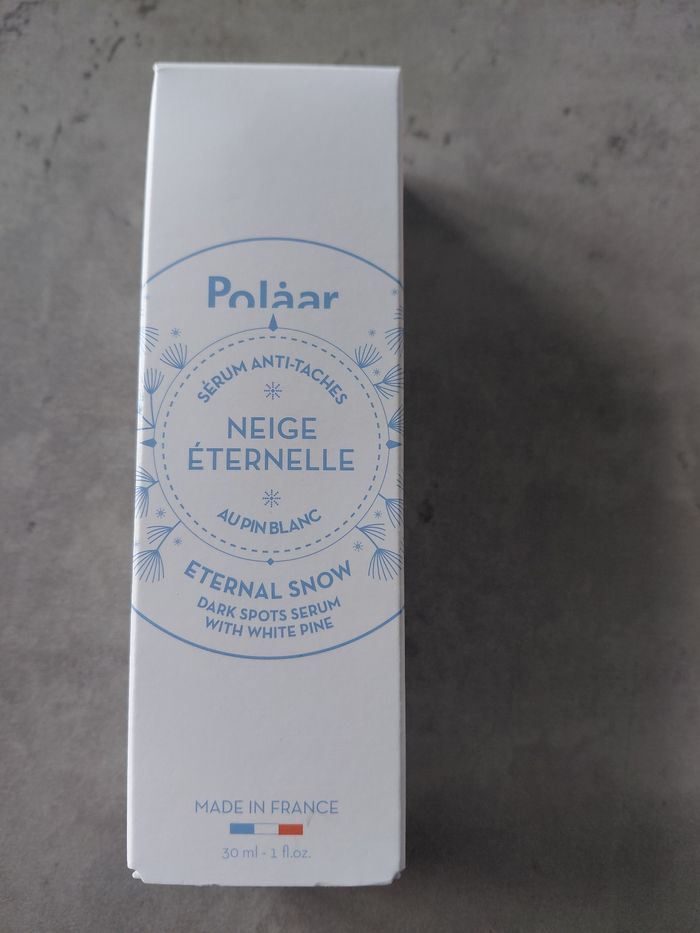 Polåar
SÉRUM ANTI-TACHES
NEIGE
ÉTERNELLE
AU PIN BLANC
ETERNAL SNOW
DARK SPOTS SERUM
WITH WHITE PINE
MADE IN FRANCE
30 ml - 1 fl.oz.